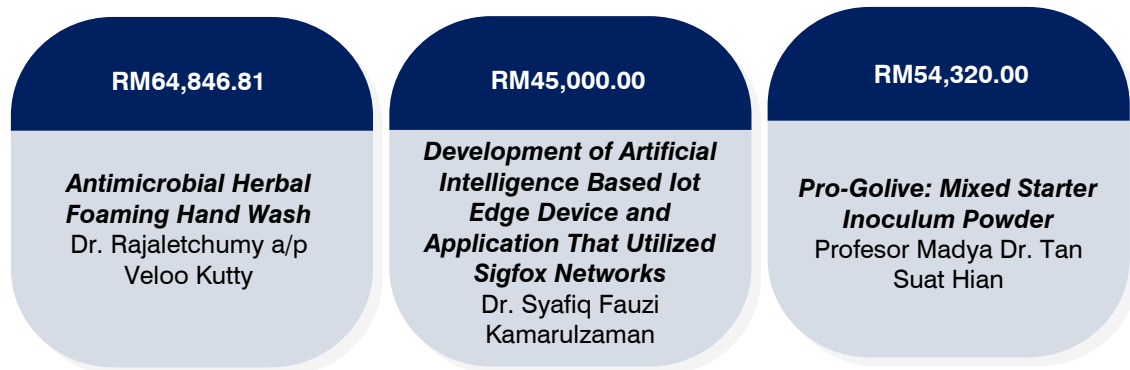 RM64,846.81
Antimicrobial Herbal
Foaming Hand Wash
Dr. Rajaletchumy a/p
Veloo Kutty
RM45,000.00
Development of Artificial
Intelligence Based Iot
Edge Device and
Application That Utilized
Sigfox Networks
Dr. Syafiq Fauzi
Kamarulzaman
RM54,320.00
Pro-Golive: Mixed Starter
Inoculum Powder
Profesor Madya Dr. Tan
Suat Hian